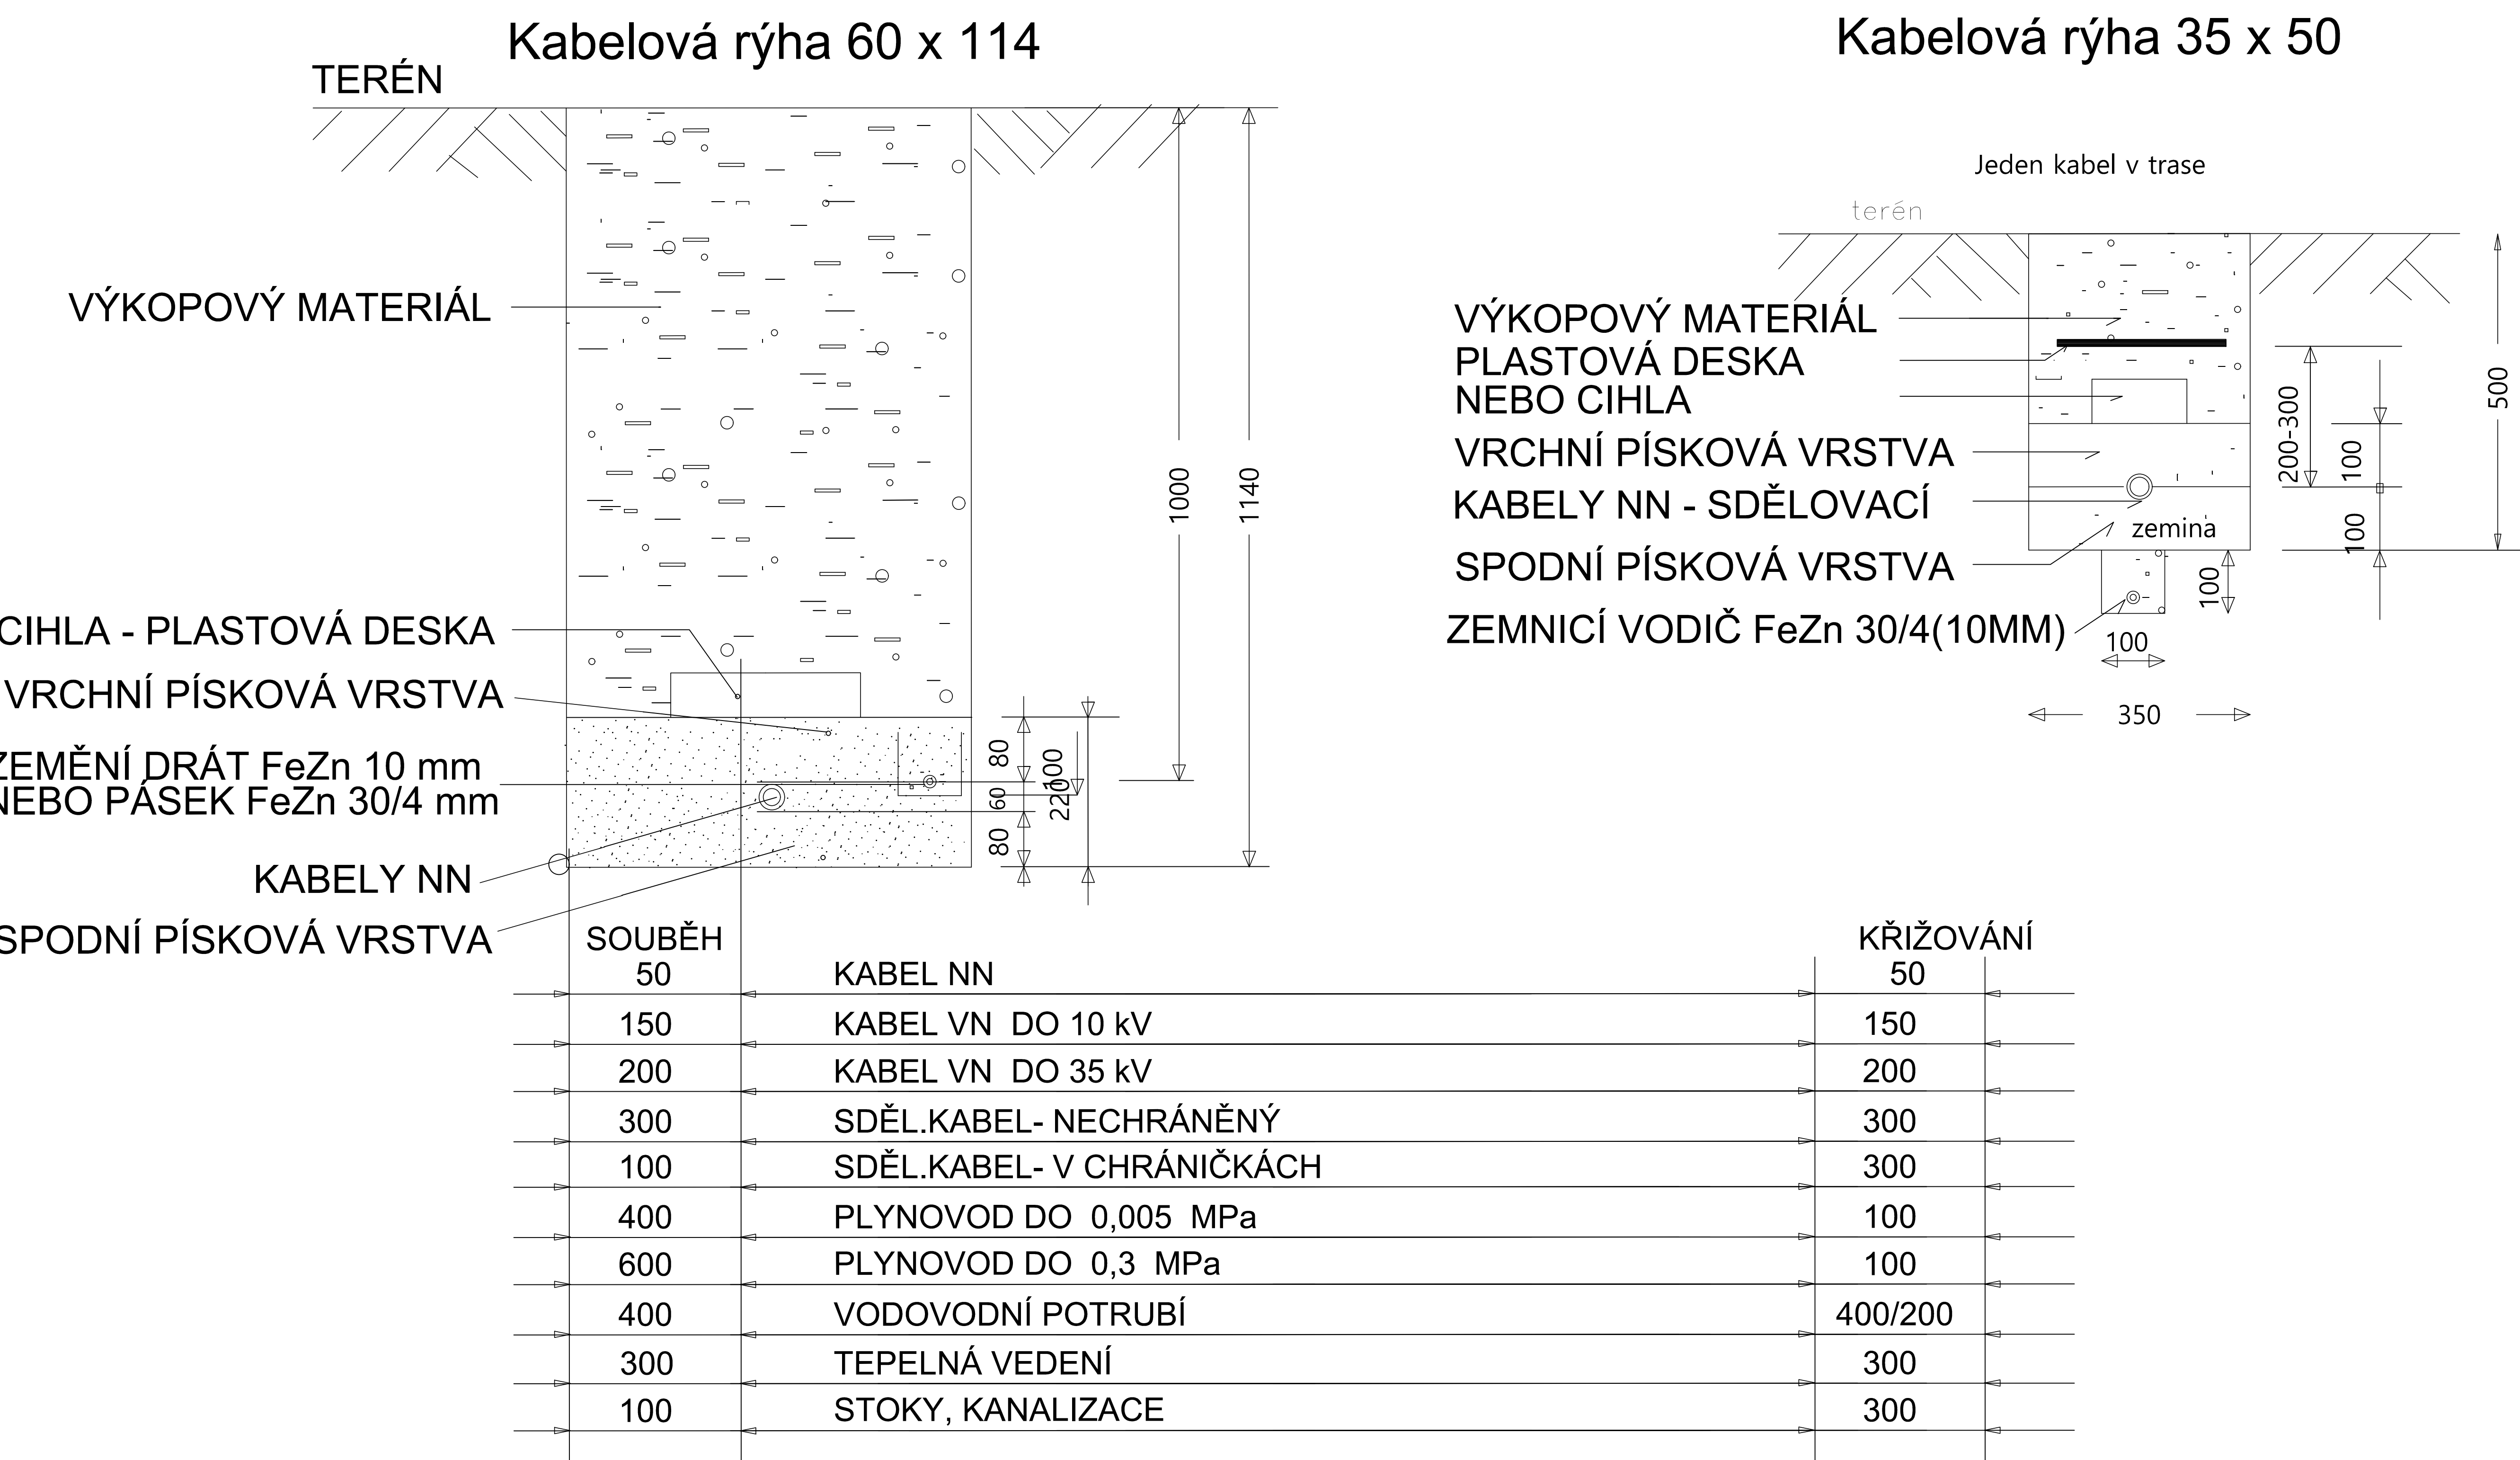 Kabelová rýha 60 x 114
TERÉN
VÝKOPOVÝ MATERIÁL
CIHLA - PLASTOVÁ DESKA
VRCHNÍ PÍSKOVÁ VRSTVA
ZEMĚNÍ DRÁT FeZn 10 mm
NEBO PÁSEK FeZn 30/4 mm
KABELY NN
SPODNÍ PÍSKOVÁ VRSTVA
1000
1140
80
100
60
220
80
Kabelová rýha 35 x 50
Jeden kabel v trase
terén
VÝKOPOVÝ MATERIÁL
PLASTOVÁ DESKA
NEBO CIHLA
VRCHNÍ PÍSKOVÁ VRSTVA
KABELY NN - SDĚLOVACÍ
zemina
SPODNÍ PÍSKOVÁ VRSTVA
ZEMNICÍ VODIČ FeZn 30/4(10MM)
200-300
100
100
500
100
100
350
SOUBĚH KŘIŽOVÁNÍ
50 KABEL NN 50
150 KABEL VN DO 10 kV 150
200 KABEL VN DO 35 kV 200
300 SDĚL.KABEL- NECHRÁNĚNÝ 300
100 SDĚL.KABEL- V CHRÁNIČKÁCH 300
400 PLYNOVOD DO 0,005 MPa 100
600 PLYNOVOD DO 0,3 MPa 100
400 VODOVODNÍ POTRUBÍ 400/200
300 TEPELNÁ VEDENÍ 300
100 STOKY, KANALIZACE 300